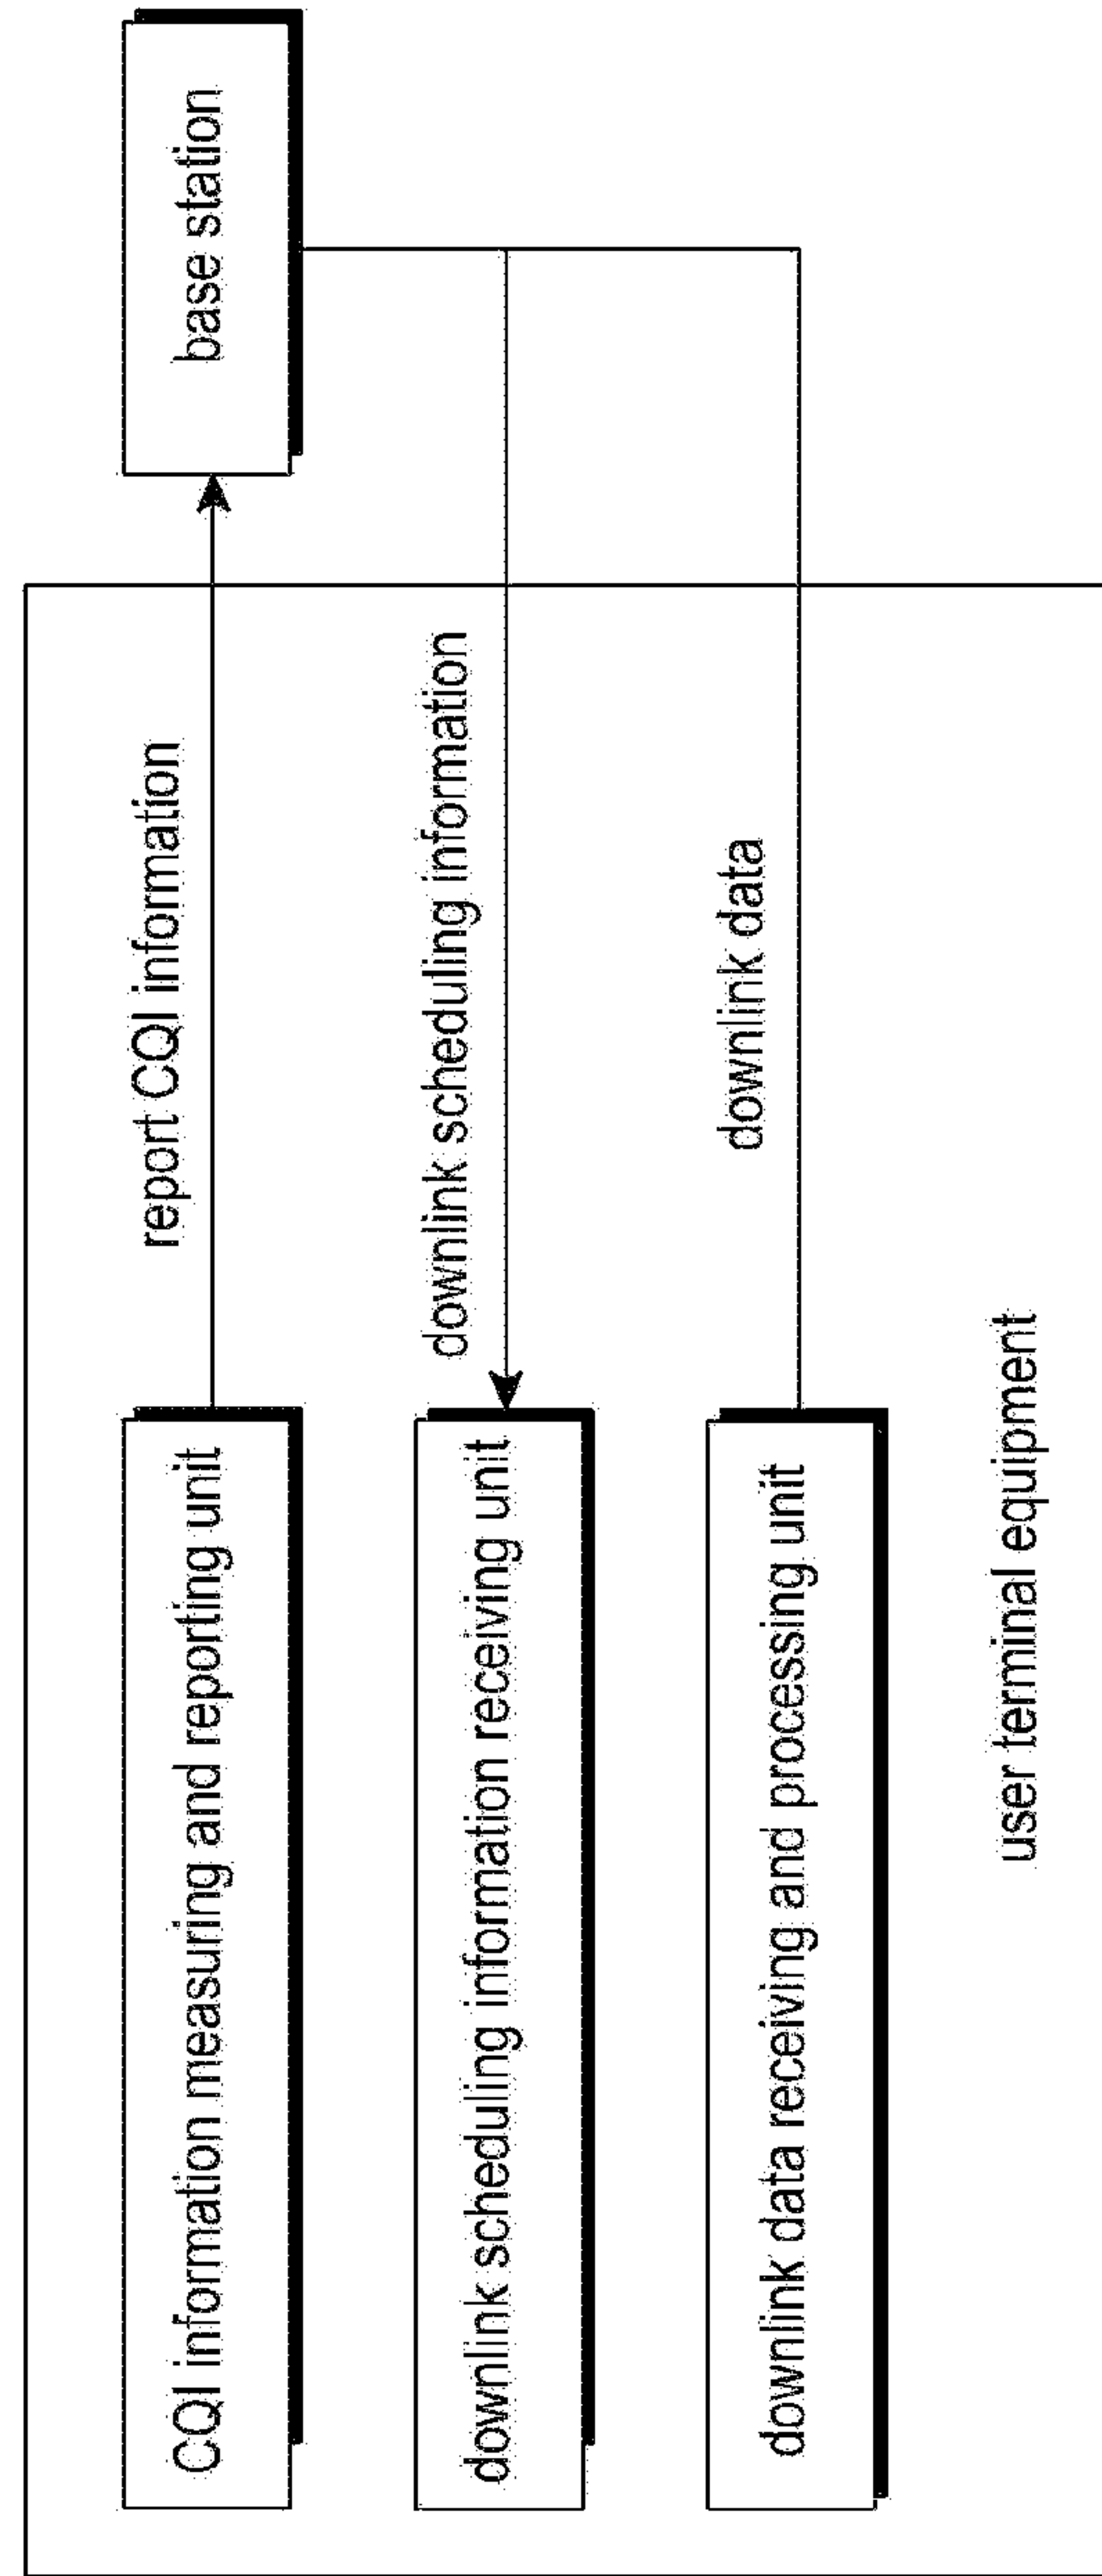 CQI information measuring and reporting unit
report CQI information
base station
downlink scheduling information receiving unit
downlink scheduling information
downlink data receiving and processing unit
downlink data
user terminal equipment